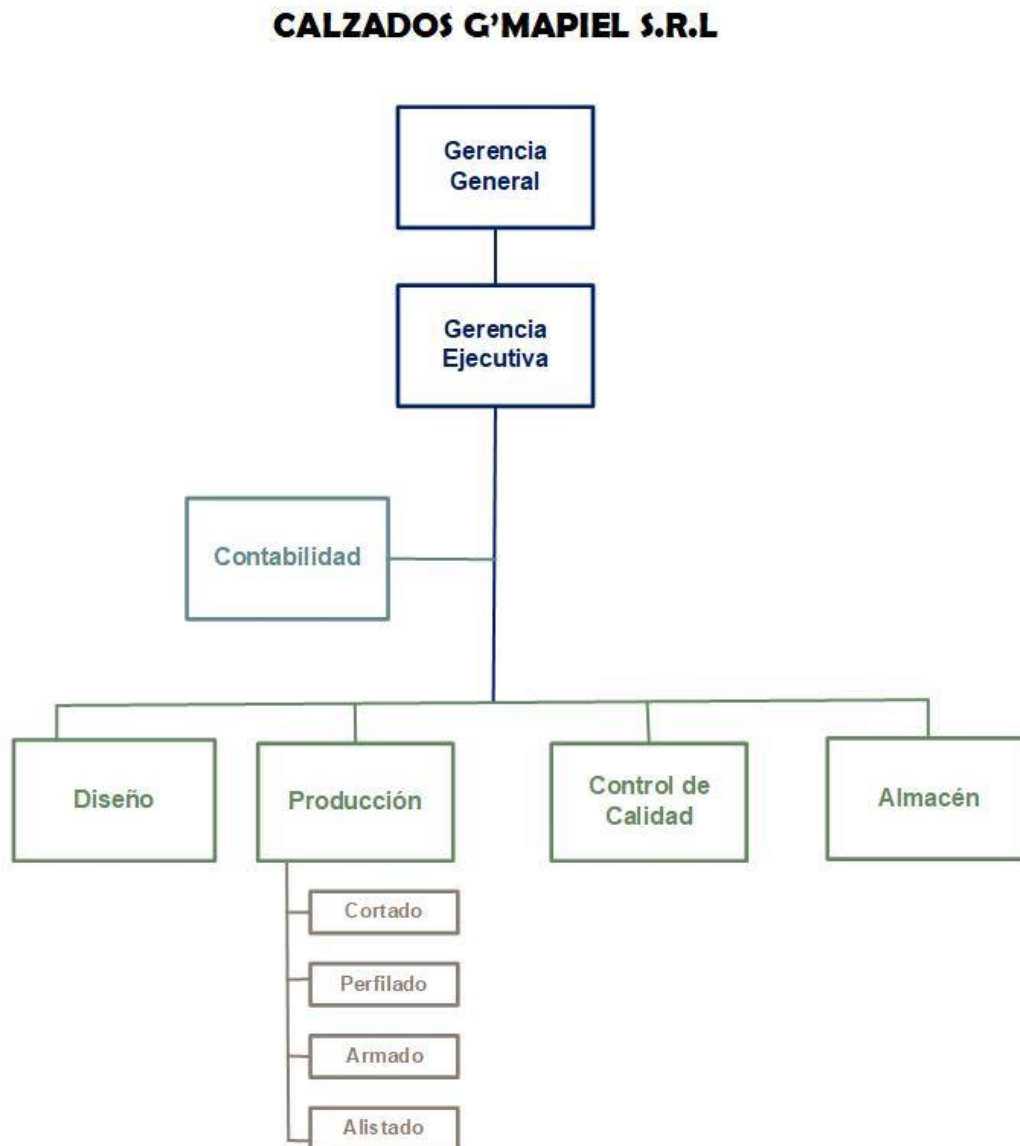 CALZADOS G'MAPIEL S.R.L
Gerencia
General
Gerencia
Ejecutiva
Contabilidad
Diseño
Producción
Control de
Calidad
Almacén
Cortado
Perfilado
Armado
Alistado